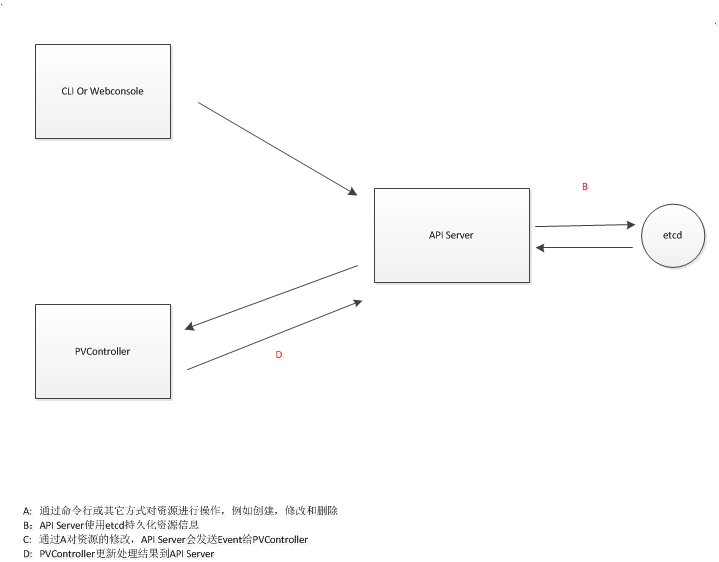 CLI Or Webconsole
B
API Server
etcd
PVController
D
A: 通过命令行或其它方式对资源进行操作，例如创建，修改和删除
B: API Server使用etcd持久化资源信息
C: 通过A对资源的修改，API Server会发送Event给PVController
D: PVController更新处理结果到API Server